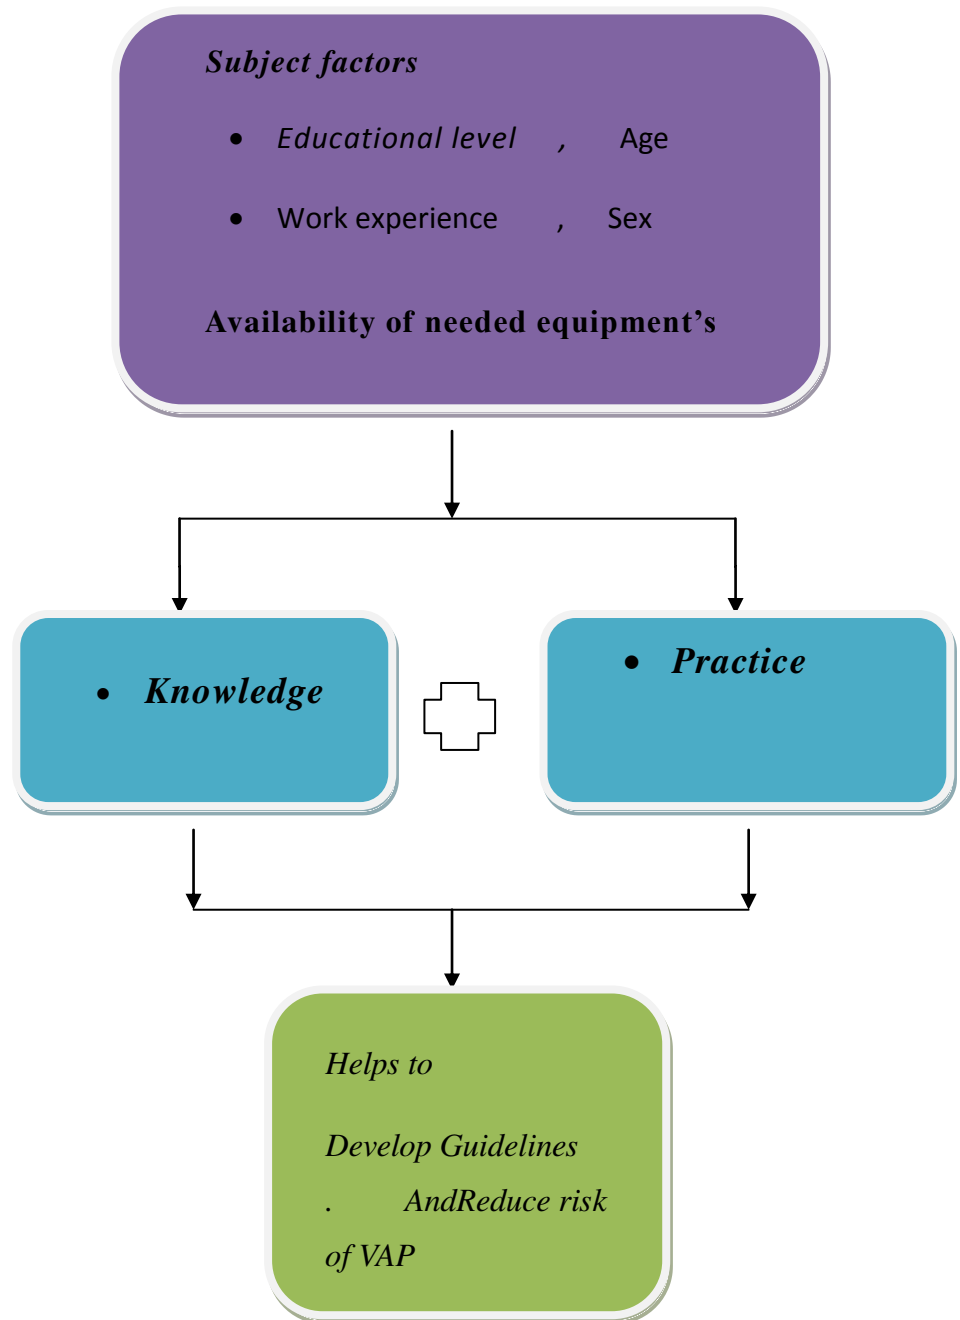 Subject factors
• Educational level , Age
• Work experience , Sex
Availability of needed equipment’s
• Knowledge
• Practice
Helps to
Develop Guidelines
. AndReduce risk
of VAP